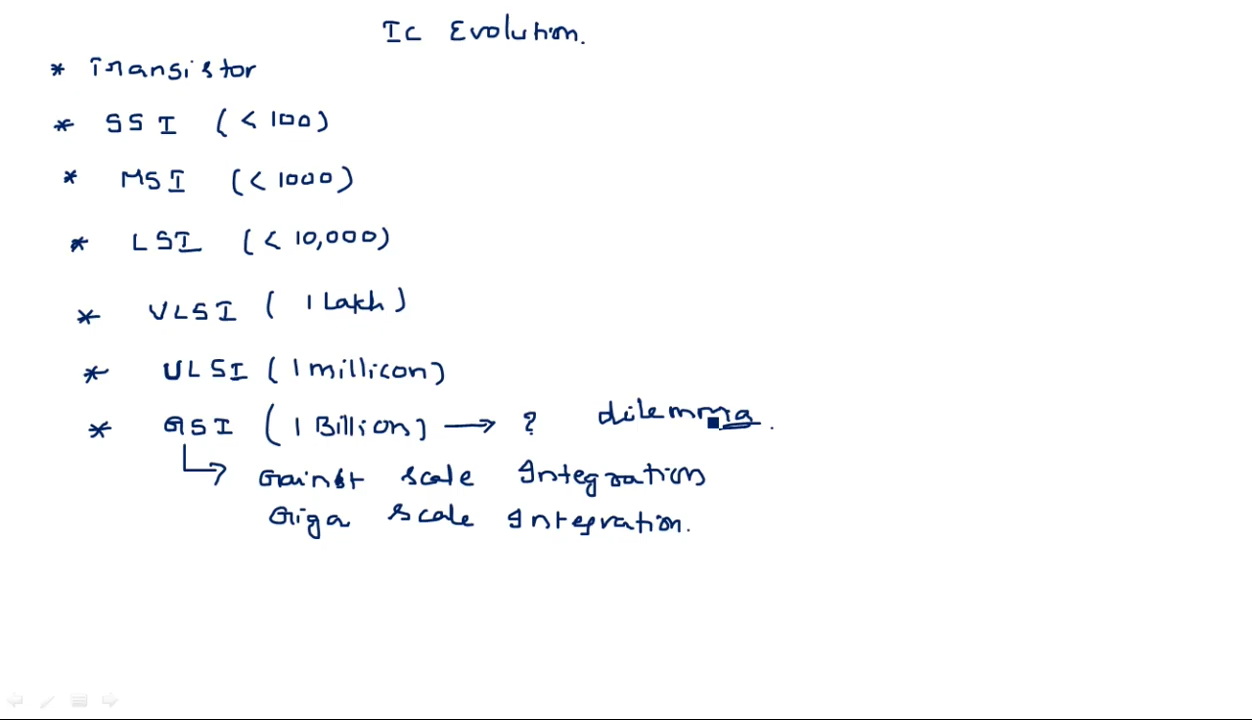 Ic Evolution.
* Transistor
* SSI (< 100)
* MSI (< 1000)
* LSI (< 10,000)
* VLSI ( 1 Lakh )
* ULSI ( 1 millicon )
* GSI ( 1 Billion ) → ? dilemma.
↳ Gainst scale Integration
Giga scale Integration.